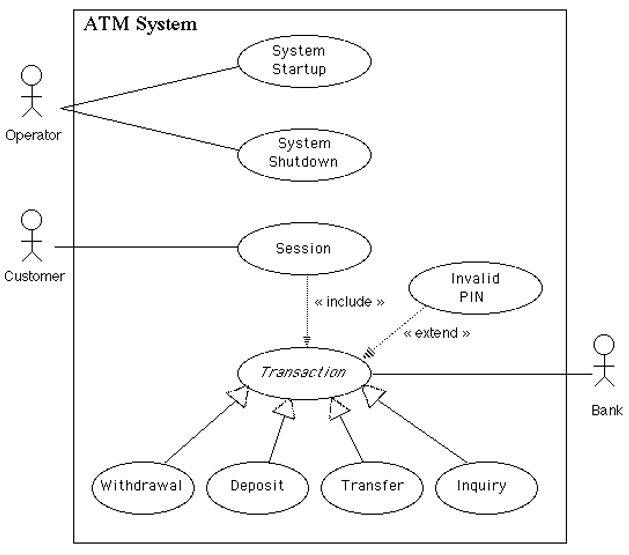 ATM System
System
Startup
Operator
System
Shutdown
Customer
Session
Invalid
PIN
« include »
« extend »
Transaction
Bank
Withdrawal
Deposit
Transfer
Inquiry